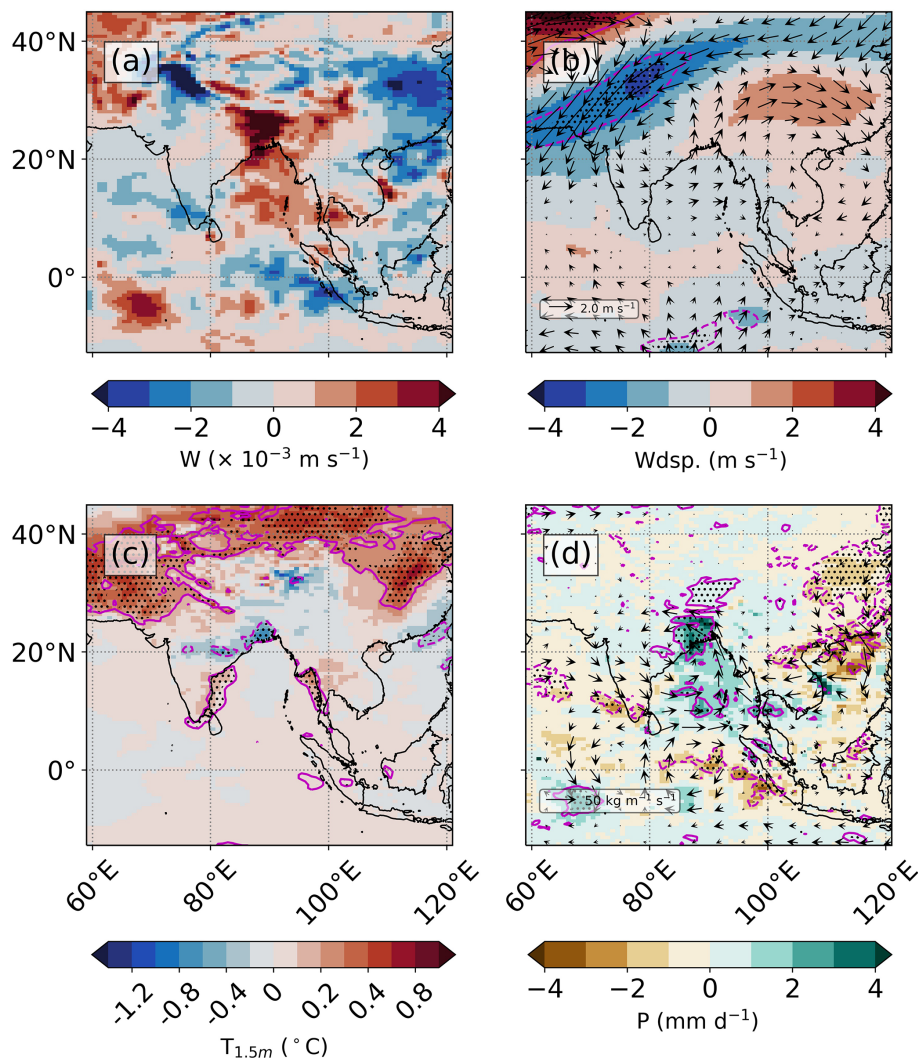 40°N
20°N
0°
(a)
(b)
2.0 m s⁻¹
−4 −2 0 2 4
W (× 10⁻³ m s⁻¹)
−4 −2 0 2 4
Wdsp. (m s⁻¹)
40°N
20°N
0°
(c)
(d)
50 kg m⁻¹ s⁻¹
60°E 80°E 100°E 120°E
60°E 80°E 100°E 120°E
-1.2 -0.8 -0.4 0 0.2 0.4 0.8
T₁.₅ₘ (°C)
−4 −2 0 2 4
P (mm d⁻¹)